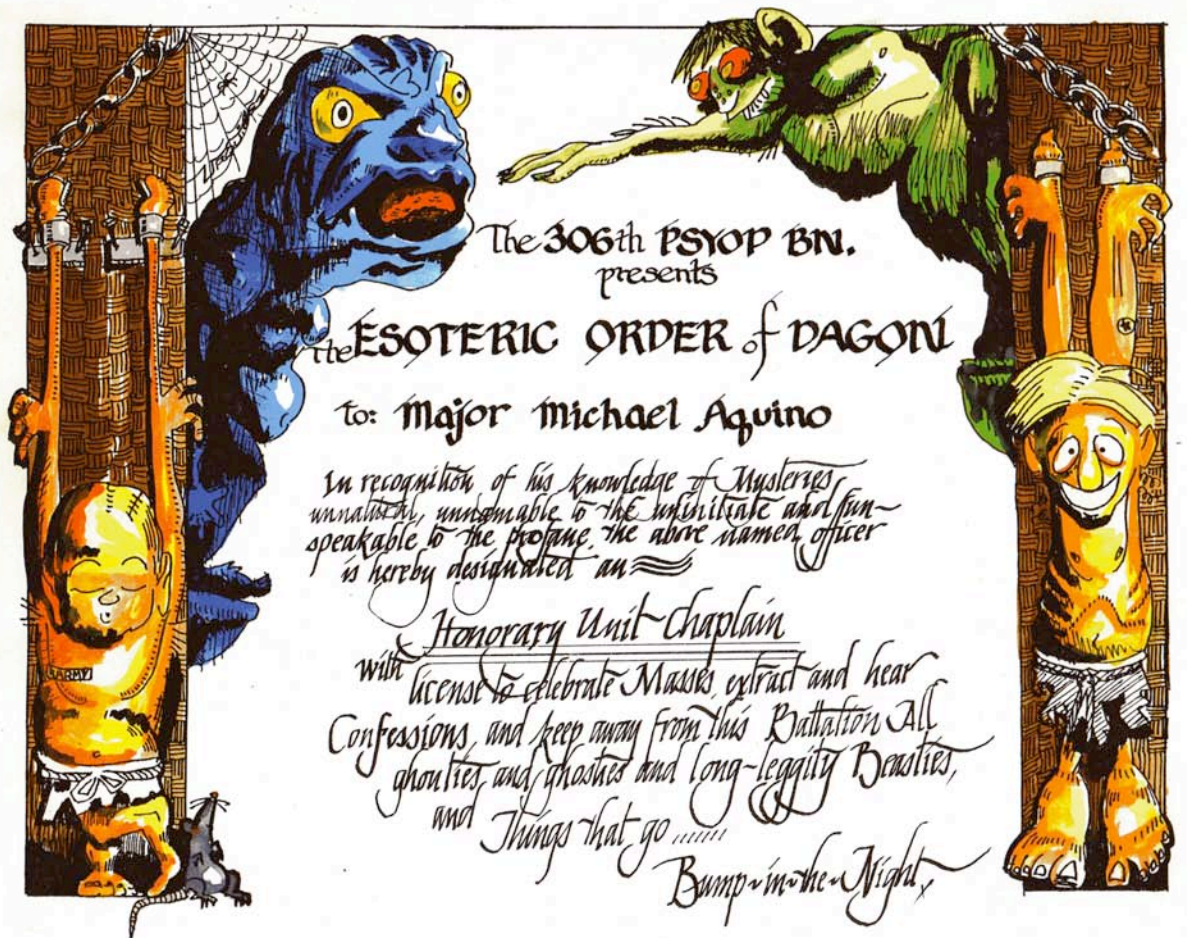 The 306th PSYOP BN.
presents
the ESOTERIC ORDER of DAGON
to: Major Michael Aquino
In recognition of his knowledge of Mysteries
unnatural, unnamable to the uninitiate and un-
speakable to the profane, the above named officer
is hereby designated an
Honorary Unit Chaplain
with license to celebrate Masses, extract and hear
Confessions, and keep away from this Battalion All
ghoulies, and ghosties and long-leggity Beasties,
and Things that go .......
Bump-in-the-Night
ARMY